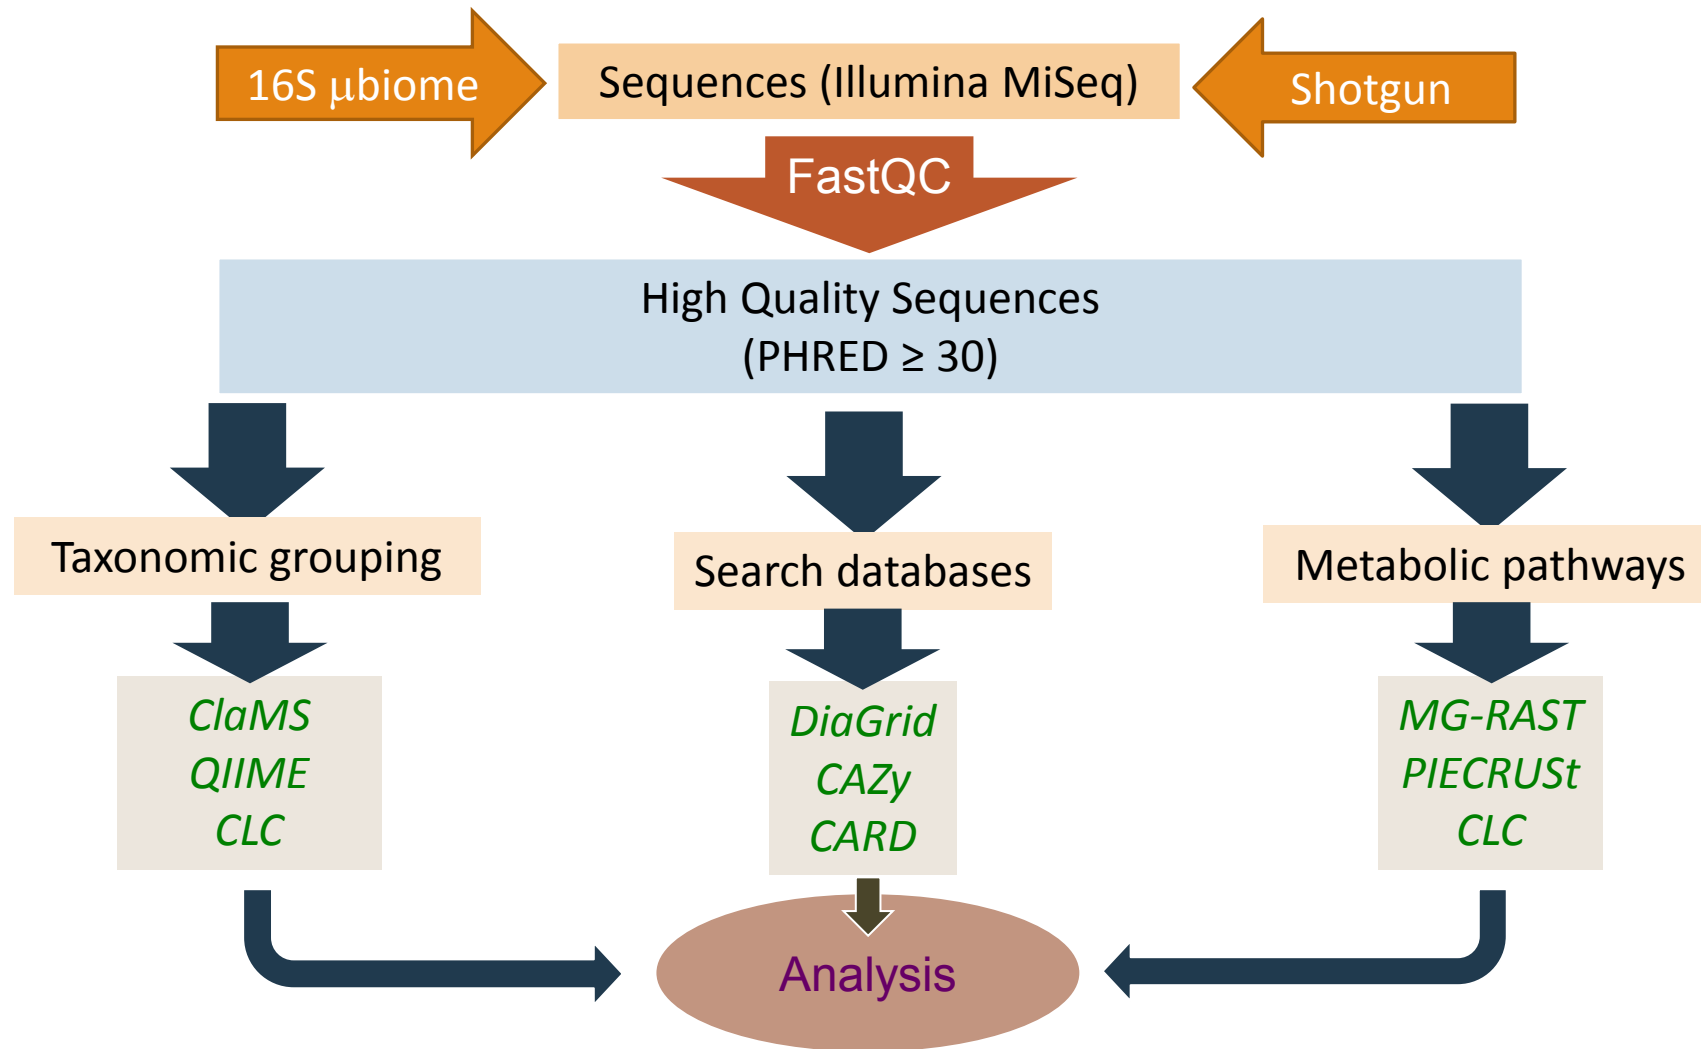 16S μbiome
Sequences (Illumina MiSeq)
Shotgun
FastQC
High Quality Sequences
(PHRED ≥ 30)
Taxonomic grouping
Search databases
Metabolic pathways
ClaMS
QIIME
CLC
DiaGrid
CAZy
CARD
MG-RAST
PIECRUSt
CLC
Analysis